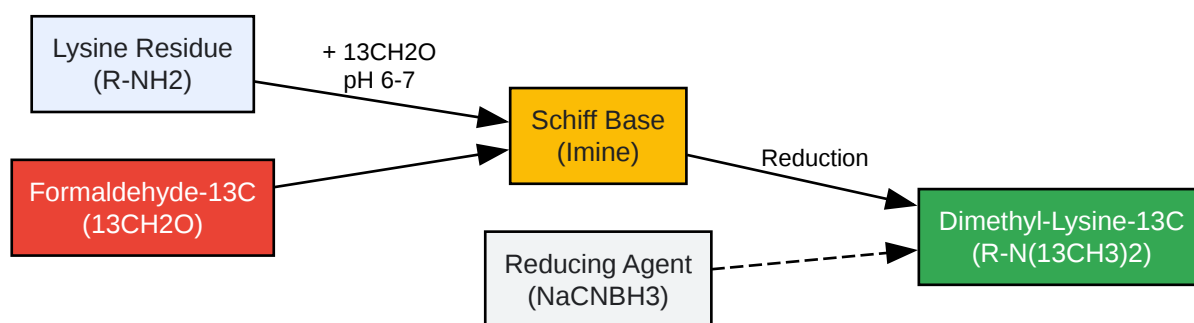 Lysine Residue
(R-NH2)
+ 13CH2O
pH 6-7
Formaldehyde-13C
(13CH2O)
Schiff Base
(Imine)
Reduction
Reducing Agent
(NaCNBH3)
Dimethyl-Lysine-13C
(R-N(13CH3)2)